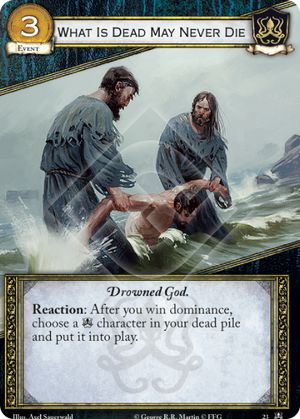 3
What Is Dead May Never Die
Event
Drowned God.
Reaction: After you win dominance,
choose a character in your dead pile
and put it into play.
Illus. Asef Sauerwald © George R.R. Martin © FFG 21